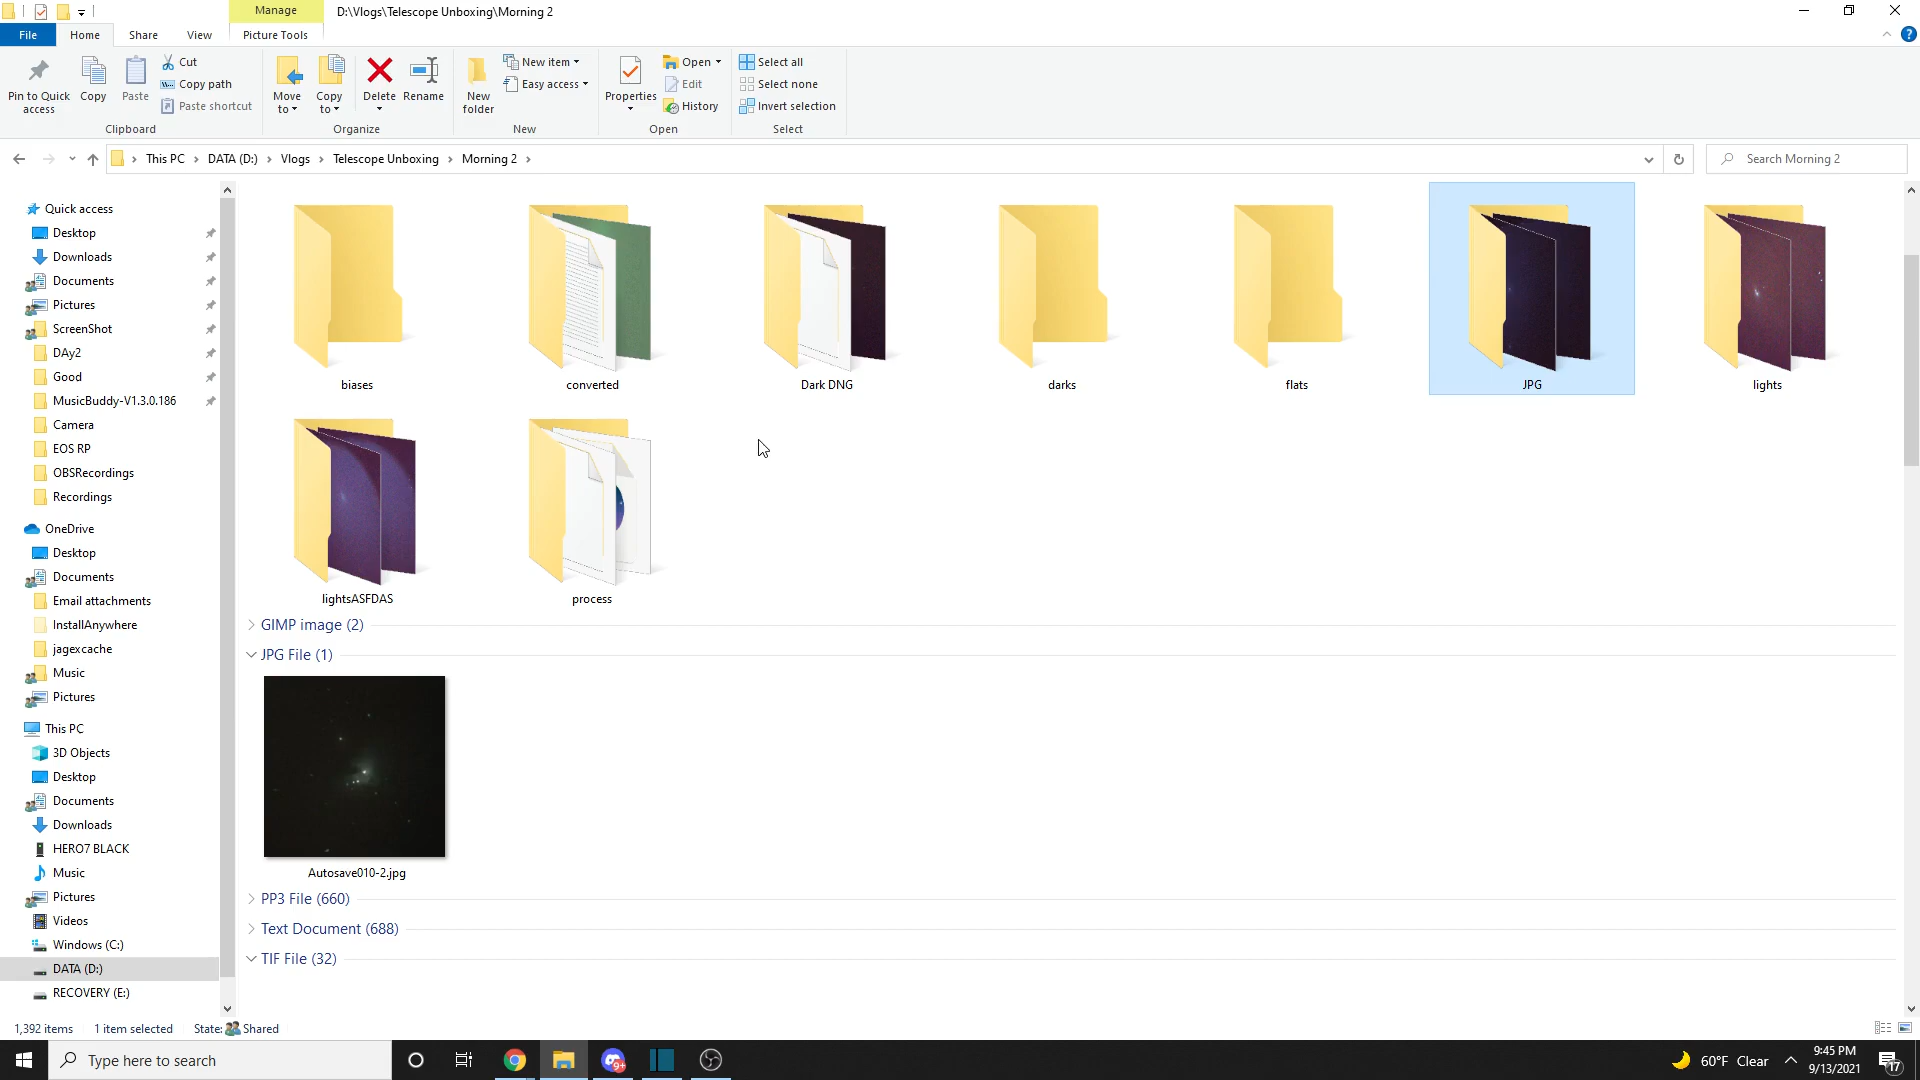 Manage
D:\Vlogs\Telescope Unboxing\Morning 2
File
Home
Share
View
Picture Tools
Pin to Quick access
Copy
Paste
Cut
Copy path
Paste shortcut
Clipboard
Move to
Copy to
Delete
Rename
Organize
New folder
New item
Easy access
New
Properties
Open
Edit
History
Open
Select all
Select none
Invert selection
Select
This PC > DATA (D:) > Vlogs > Telescope Unboxing > Morning 2 >
Search Morning 2
Quick access
Desktop
Downloads
Documents
Pictures
ScreenShot
DAy2
Good
MusicBuddy-V1.3.0.186
Camera
EOS RP
OBSRecordings
Recordings
OneDrive
Desktop
Documents
Email attachments
InstallAnywhere
jagexcache
Music
Pictures
This PC
3D Objects
Desktop
Documents
Downloads
HERO7 BLACK
Music
Pictures
Videos
Windows (C:)
DATA (D:)
RECOVERY (E:)
biases
converted
Dark DNG
darks
flats
JPG
lights
lightsASFDAS
process
GIMP image (2)
JPG File (1)
Autosave010-2.jpg
PP3 File (660)
Text Document (688)
TIF File (32)
1,392 items
1 item selected
State: Shared
Type here to search
9+
60°F Clear
9:45 PM
9/13/2021
17